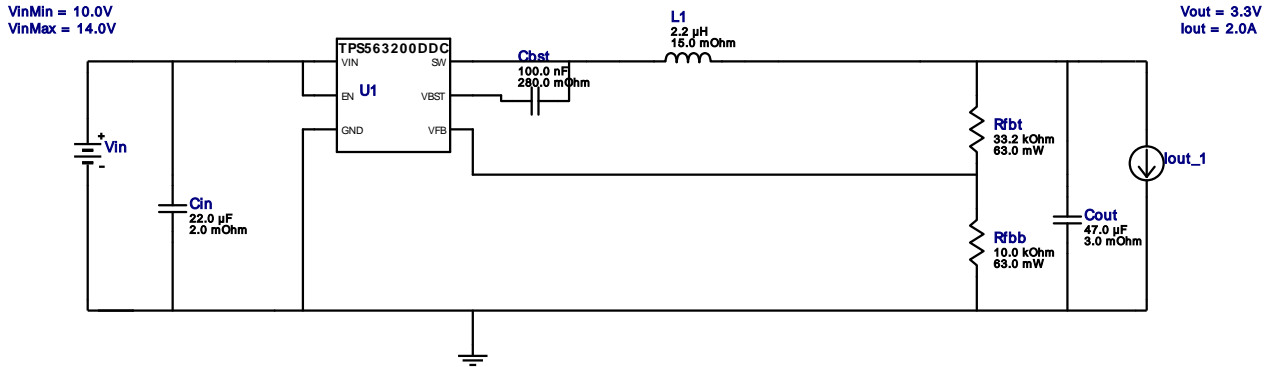 VinMin = 10.0V
VinMax = 14.0V
Vout = 3.3V
Iout = 2.0A
L1
2.2 µH
15.0 mOhm
TPS563200DDC
VIN
SW
EN
U1
VBST
GND
VFB
Cbst
100.0 nF
280.0 mOhm
+
Vin
-
Cin
22.0 µF
2.0 mOhm
Rfbt
33.2 kOhm
63.0 mW
Iout_1
Rfbb
10.0 kOhm
63.0 mW
Cout
47.0 µF
3.0 mOhm